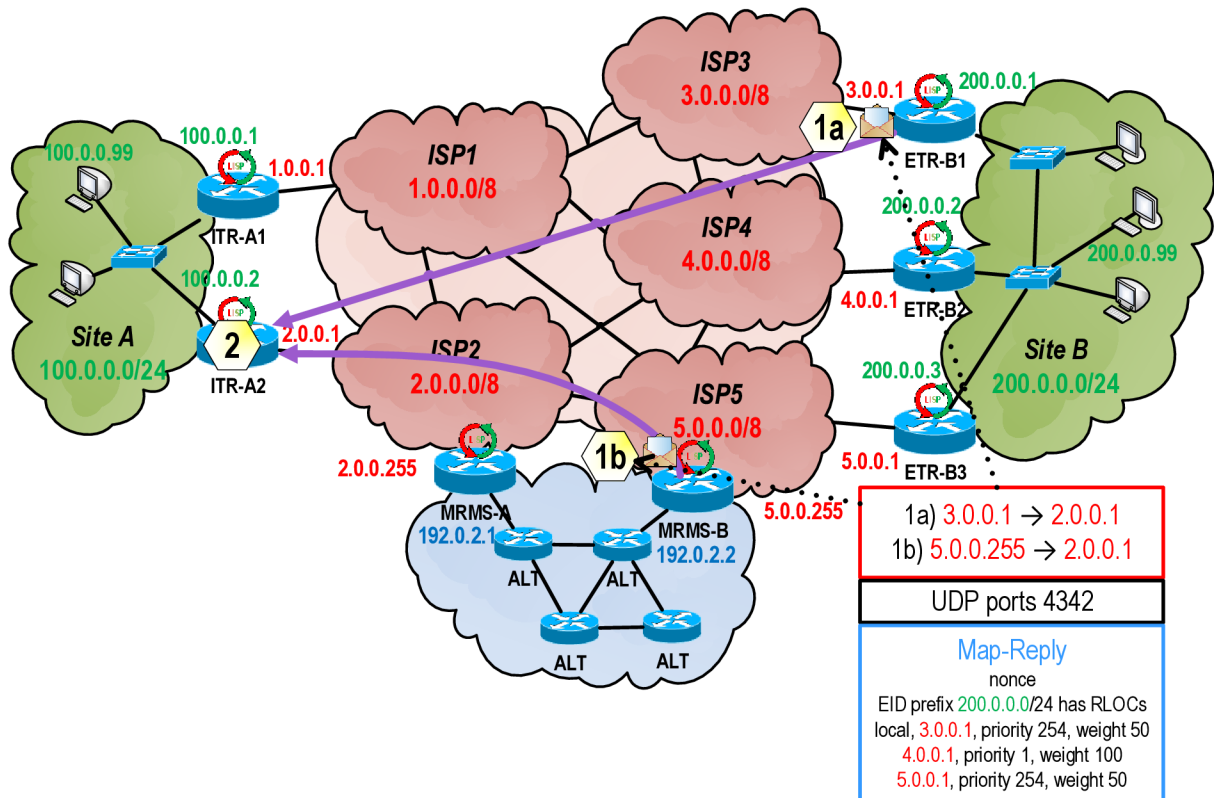 ISP3
3.0.0.0/8
3.0.0.1
200.0.0.1
LISP
1a
ETR-B1
100.0.0.1
100.0.0.99
LISP
1.0.0.1
ITR-A1
ISP1
1.0.0.0/8
200.0.0.2
LISP
ISP4
4.0.0.0/8
200.0.0.99
4.0.0.1
ETR-B2
100.0.0.2
LISP
2
2.0.0.1
ITR-A2
Site A
100.0.0.0/24
ISP2
2.0.0.0/8
Site B
200.0.0.0/24
200.0.0.3
LISP
ISP5
5.0.0.0/8
5.0.0.1
ETR-B3
LISP
1b
LISP
2.0.0.255
MRMS-A
192.0.2.1
MRMS-B
192.0.2.2
5.0.0.255
ALT
ALT
ALT
ALT
1a) 3.0.0.1 → 2.0.0.1
1b) 5.0.0.255 → 2.0.0.1
UDP ports 4342
Map-Reply
nonce
EID prefix 200.0.0.0/24 has RLOCs
local, 3.0.0.1, priority 254, weight 50
4.0.0.1, priority 1, weight 100
5.0.0.1, priority 254, weight 50